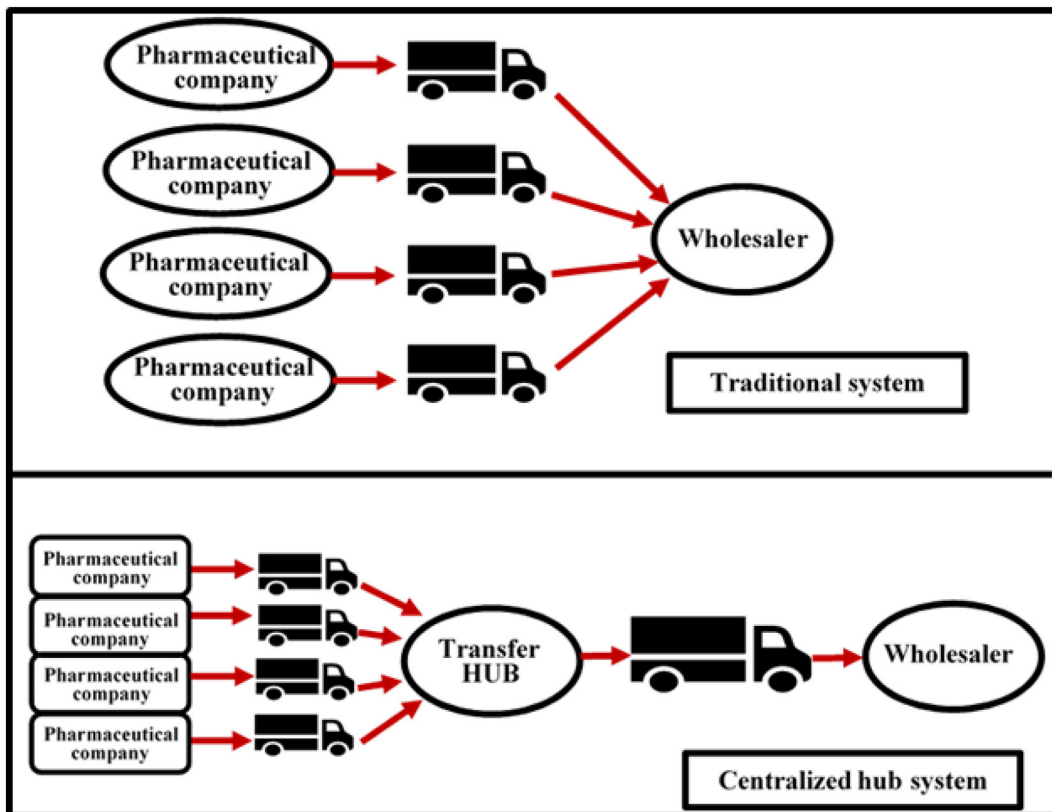 Pharmaceutical
company
Pharmaceutical
company
Pharmaceutical
company
Pharmaceutical
company
Wholesaler
Traditional system
Pharmaceutical
company
Pharmaceutical
company
Pharmaceutical
company
Pharmaceutical
company
Transfer
HUB
Wholesaler
Centralized hub system